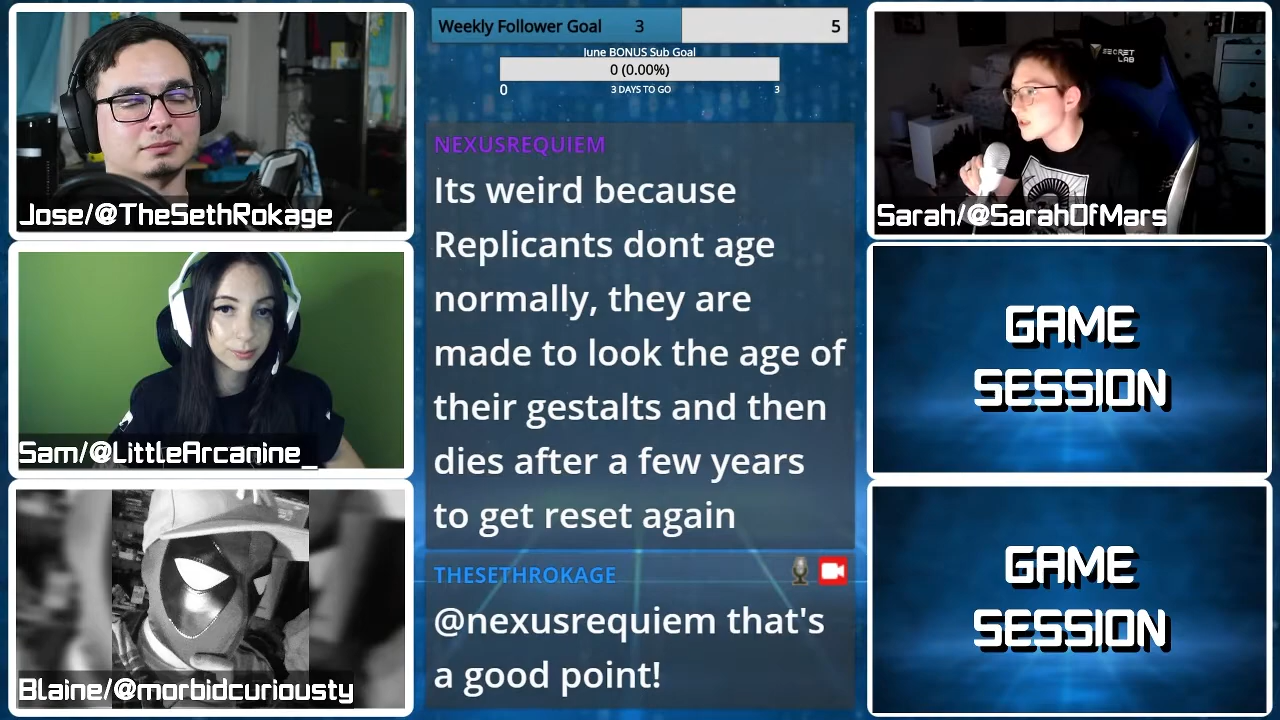 Jose/@TheSethRokage
Sam/@LittleArcanine_
Blaine/@morbidcuriousty
Weekly Follower Goal 3 5
June BONUS Sub Goal
0 (0.00%)
0 3 DAYS TO GO 3
NEXUSREQUIEM
Its weird because
Replicants dont age
normally, they are
made to look the age of
their gestalts and then
dies after a few years
to get reset again
THESETHROKAGE
@nexusrequiem that's
a good point!
SECRET
LAB
Sarah/@SarahOfMars
GAME
SESSION
GAME
SESSION